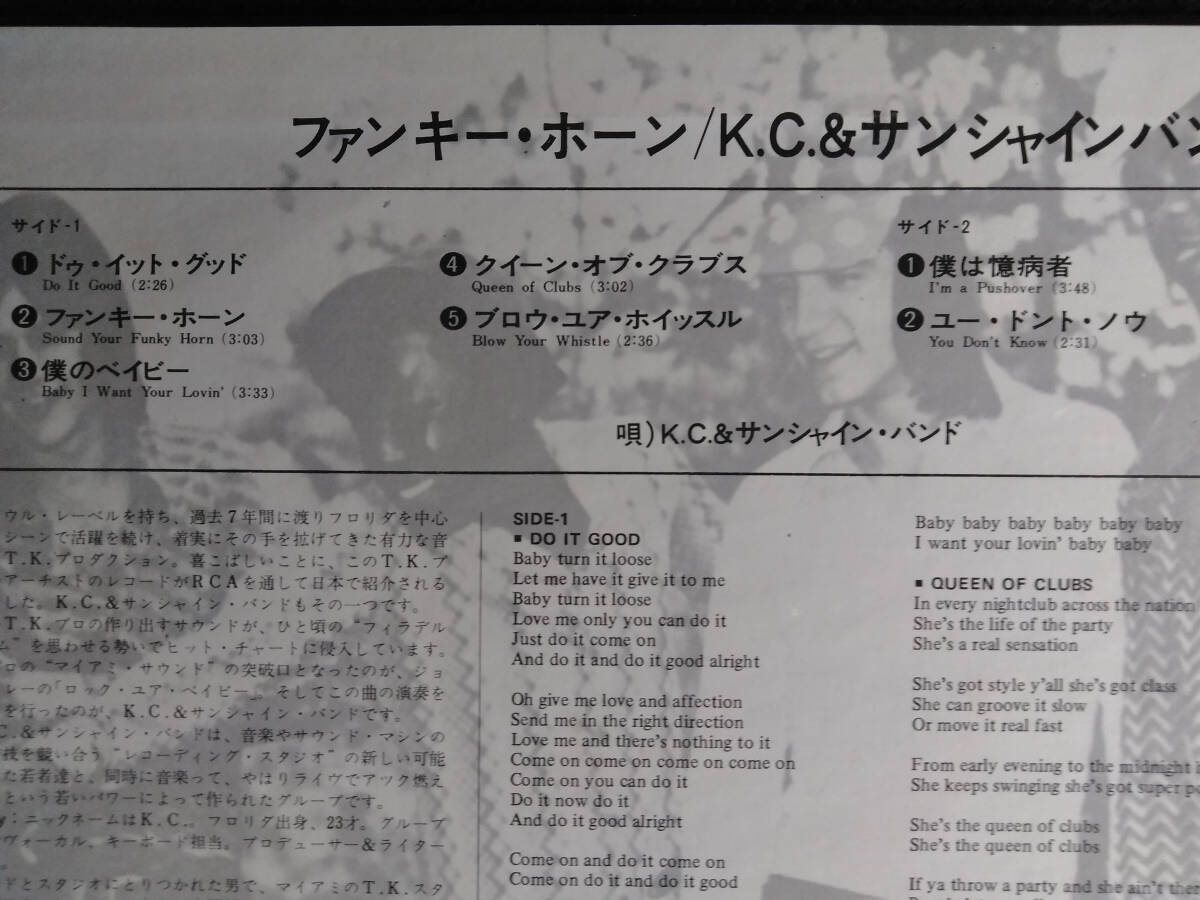 ファンキー・ホーン/K.C.&サンシャインバン
サイド-1
❶ ドゥ・イット・グッド
Do It Good (2:26)
❷ ファンキー・ホーン
Sound Your Funky Horn (3:03)
❸ 僕のベイビー
Baby I Want Your Lovin' (3:33)
❹ クイーン・オブ・クラブス
Queen of Clubs (3:02)
❺ ブロウ・ユア・ホイッスル
Blow Your Whistle (2:36)
サイド-2
❶ 僕は憶病者
I'm a Pushover (3:48)
❷ ユー・ドント・ノウ
You Don't Know (2:31)
唄) K.C.&サンシャイン・バンド
ウル・レーベルを持ち、過去7年間に渡りフロリダを中心
シーンで活躍を続け、着実にその手を拡げてきた有力な音
T.K.プロダクション。喜こばしいことに、このT.K.プ
アーチストのレコードがRCAを通して日本で紹介される
した。K.C.&サンシャイン・バンドもその一つです。
T.K.プロの作り出すサウンドが、ひと頃の“フィラデル
ム”を思わせる勢いでヒット・チャートに侵入しています。
ロの“マイアミ・サウンド”の突破口となったのが、ジョ
レーの「ロック・ユア・ベイビー」。そしてこの曲の演奏を
を行ったのが、K.C.&サンシャイン・バンドです。
C.&サンシャイン・バンドは、音楽やサウンド・マシンの
技を競い合う“レコーディング・スタジオ”の新しい可能
た若者達と、同時に音楽って、やはりライヴでアツク燃え
という若いパワーによって作られたグループです。
y:ニックネームはK.C.。フロリダ出身、23才。グループ
ヴォーカル、キーボード担当。プロデューサー&ライター
。
ドとスタジオにとりつかれた男で、マイアミのT.K.スタ
SIDE-1
■ DO IT GOOD
Baby turn it loose
Let me have it give it to me
Baby turn it loose
Love me only you can do it
Just do it come on
And do it and do it good alright
Oh give me love and affection
Send me in the right direction
Love me and there's nothing to it
Come on come on come on come on
Come on you can do it
Do it now do it
And do it good alright
Come on and do it come on
Come on do it and do it good
Baby baby baby baby baby baby
I want your lovin' baby baby
■ QUEEN OF CLUBS
In every nightclub across the nation
She's the life of the party
She's a real sensation
She's got style y'all she's got class
She can groove it slow
Or move it real fast
From early evening to the midnight
She keeps swinging she's got super
She's the queen of clubs
She's the queen of clubs
If ya throw a party and she ain't there